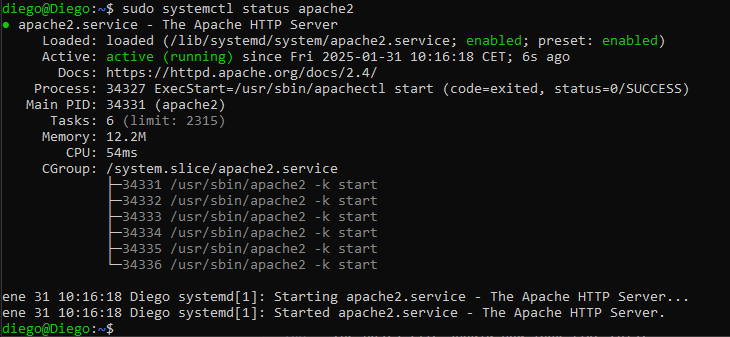 diego@Diego:~$ sudo systemctl status apache2
● apache2.service - The Apache HTTP Server
     Loaded: loaded (/lib/systemd/system/apache2.service; enabled; preset: enabled)
     Active: active (running) since Fri 2025-01-31 10:16:18 CET; 6s ago
       Docs: https://httpd.apache.org/docs/2.4/
    Process: 34327 ExecStart=/usr/sbin/apachectl start (code=exited, status=0/SUCCESS)
   Main PID: 34331 (apache2)
      Tasks: 6 (limit: 2315)
     Memory: 12.2M
        CPU: 54ms
     CGroup: /system.slice/apache2.service
             ├─34331 /usr/sbin/apache2 -k start
             ├─34332 /usr/sbin/apache2 -k start
             ├─34333 /usr/sbin/apache2 -k start
             ├─34334 /usr/sbin/apache2 -k start
             ├─34335 /usr/sbin/apache2 -k start
             └─34336 /usr/sbin/apache2 -k start
ene 31 10:16:18 Diego systemd[1]: Starting apache2.service - The Apache HTTP Server...
ene 31 10:16:18 Diego systemd[1]: Started apache2.service - The Apache HTTP Server.
diego@Diego:~$